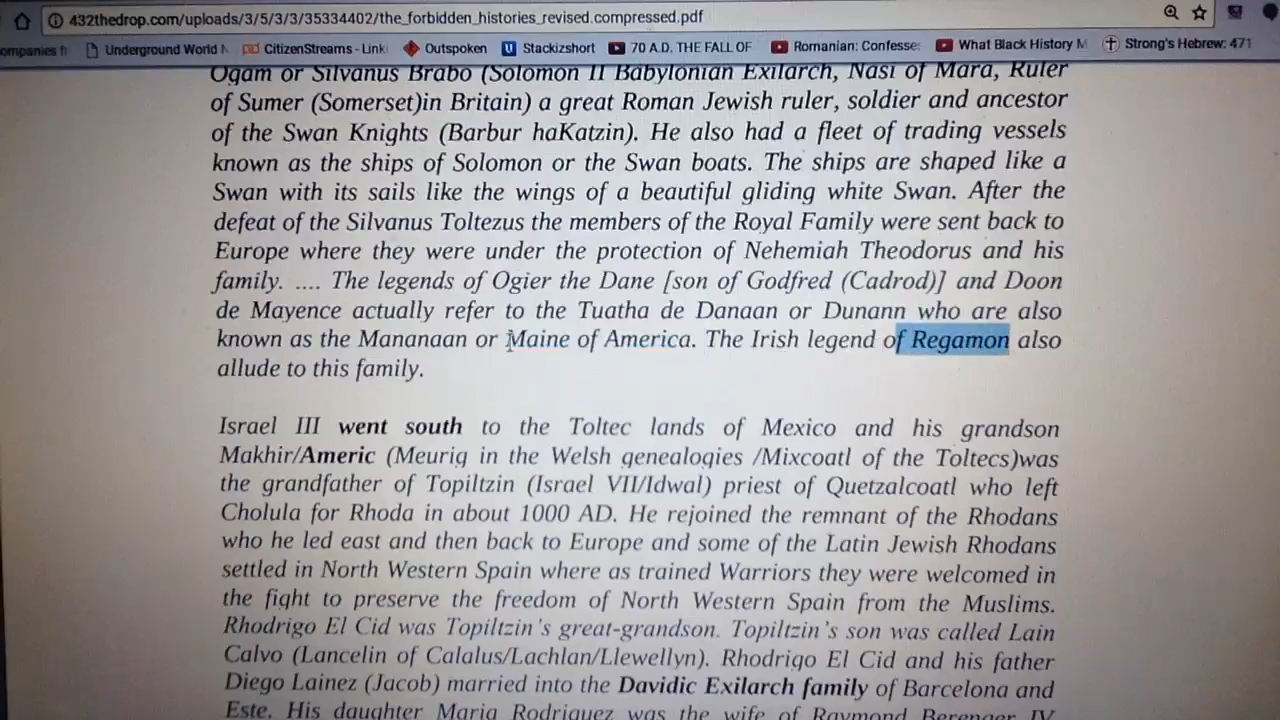 432thedrop.com/uploads/3/5/3/3/35334402/the_forbidden_histories_revised.compressed.pdf
ompanies Underground World CitizenStreams - Link Outspoken Stackizshort 70 A.D. THE FALL OF Romanian: Confesse: What Black History M Strong's Hebrew: 471
Ogam or Silvanus Brabo (Solomon II Babylonian Exilarch, Nasi of Mara, Ruler
of Sumer (Somerset)in Britain) a great Roman Jewish ruler, soldier and ancestor
of the Swan Knights (Barbur haKatzin). He also had a fleet of trading vessels
known as the ships of Solomon or the Swan boats. The ships are shaped like a
Swan with its sails like the wings of a beautiful gliding white Swan. After the
defeat of the Silvanus Toltezus the members of the Royal Family were sent back to
Europe where they were under the protection of Nehemiah Theodorus and his
family. .... The legends of Ogier the Dane [son of Godfred (Cadrod)] and Doon
de Mayence actually refer to the Tuatha de Danaan or Dunann who are also
known as the Mananaan or Maine of America. The Irish legend of Regamon also
allude to this family.
Israel III went south to the Toltec lands of Mexico and his grandson
Makhir/Americ (Meurig in the Welsh genealogies /Mixcoatl of the Toltecs)was
the grandfather of Topiltzin (Israel VII/Idwal) priest of Quetzalcoatl who left
Cholula for Rhoda in about 1000 AD. He rejoined the remnant of the Rhodans
who he led east and then back to Europe and some of the Latin Jewish Rhodans
settled in North Western Spain where as trained Warriors they were welcomed in
the fight to preserve the freedom of North Western Spain from the Muslims.
Rhodrigo El Cid was Topiltzin's great-grandson. Topiltzin's son was called Lain
Calvo (Lancelin of Calalus/Lachlan/Llewellyn). Rhodrigo El Cid and his father
Diego Lainez (Jacob) married into the Davidic Exilarch family of Barcelona and
Este. His daughter Maria Rodriguez was the wife of Raymond Berenger IV